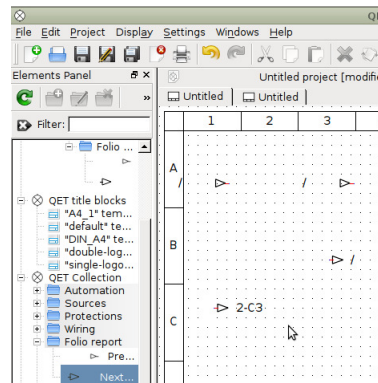 QE
File Edit Project Display Settings Windows Help
Elements Panel
Untitled project [modifie
Untitled Untitled
»
Filter:
1 2 3
Folio ...
A
/ /
QET title blocks
"A4_1" tem...
"default" te...
"DIN_A4" te...
"double-log...
"single-logo...
B
/
QET Collection
Automation
Sources
Protections
Wiring
Folio report
2-C3
C
Pre...
Next...